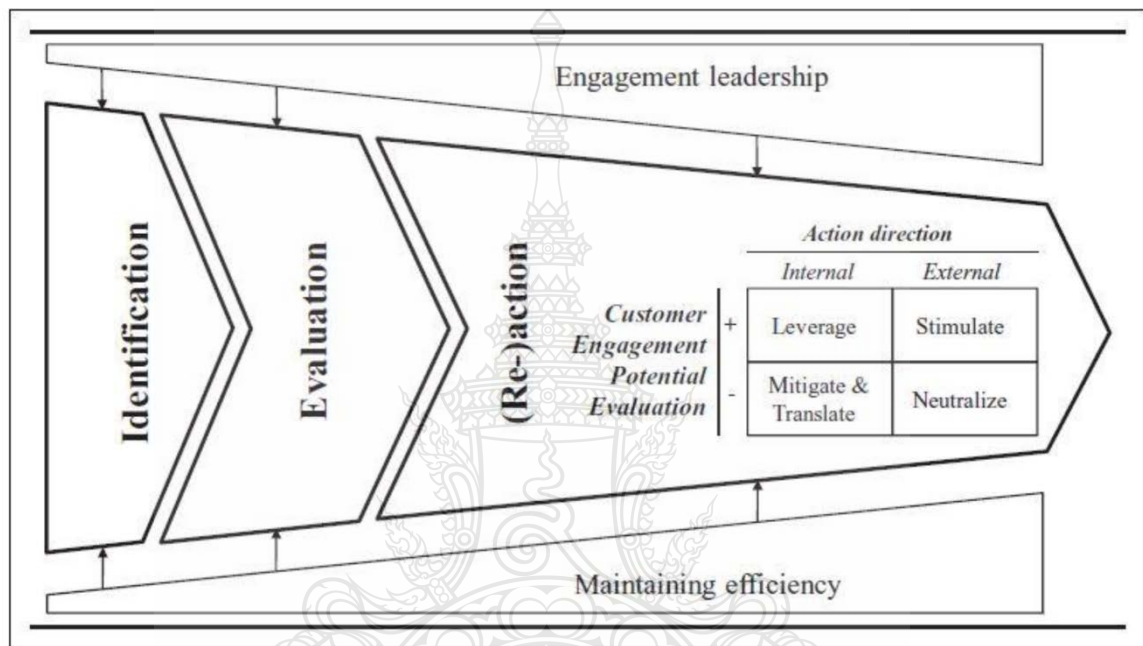 Engagement leadership
Identification
Evaluation
(Re-)action
Action direction
Internal External
Customer
Engagement
Potential
Evaluation
+ Leverage Stimulate
- Mitigate &
Translate Neutralize
Maintaining efficiency